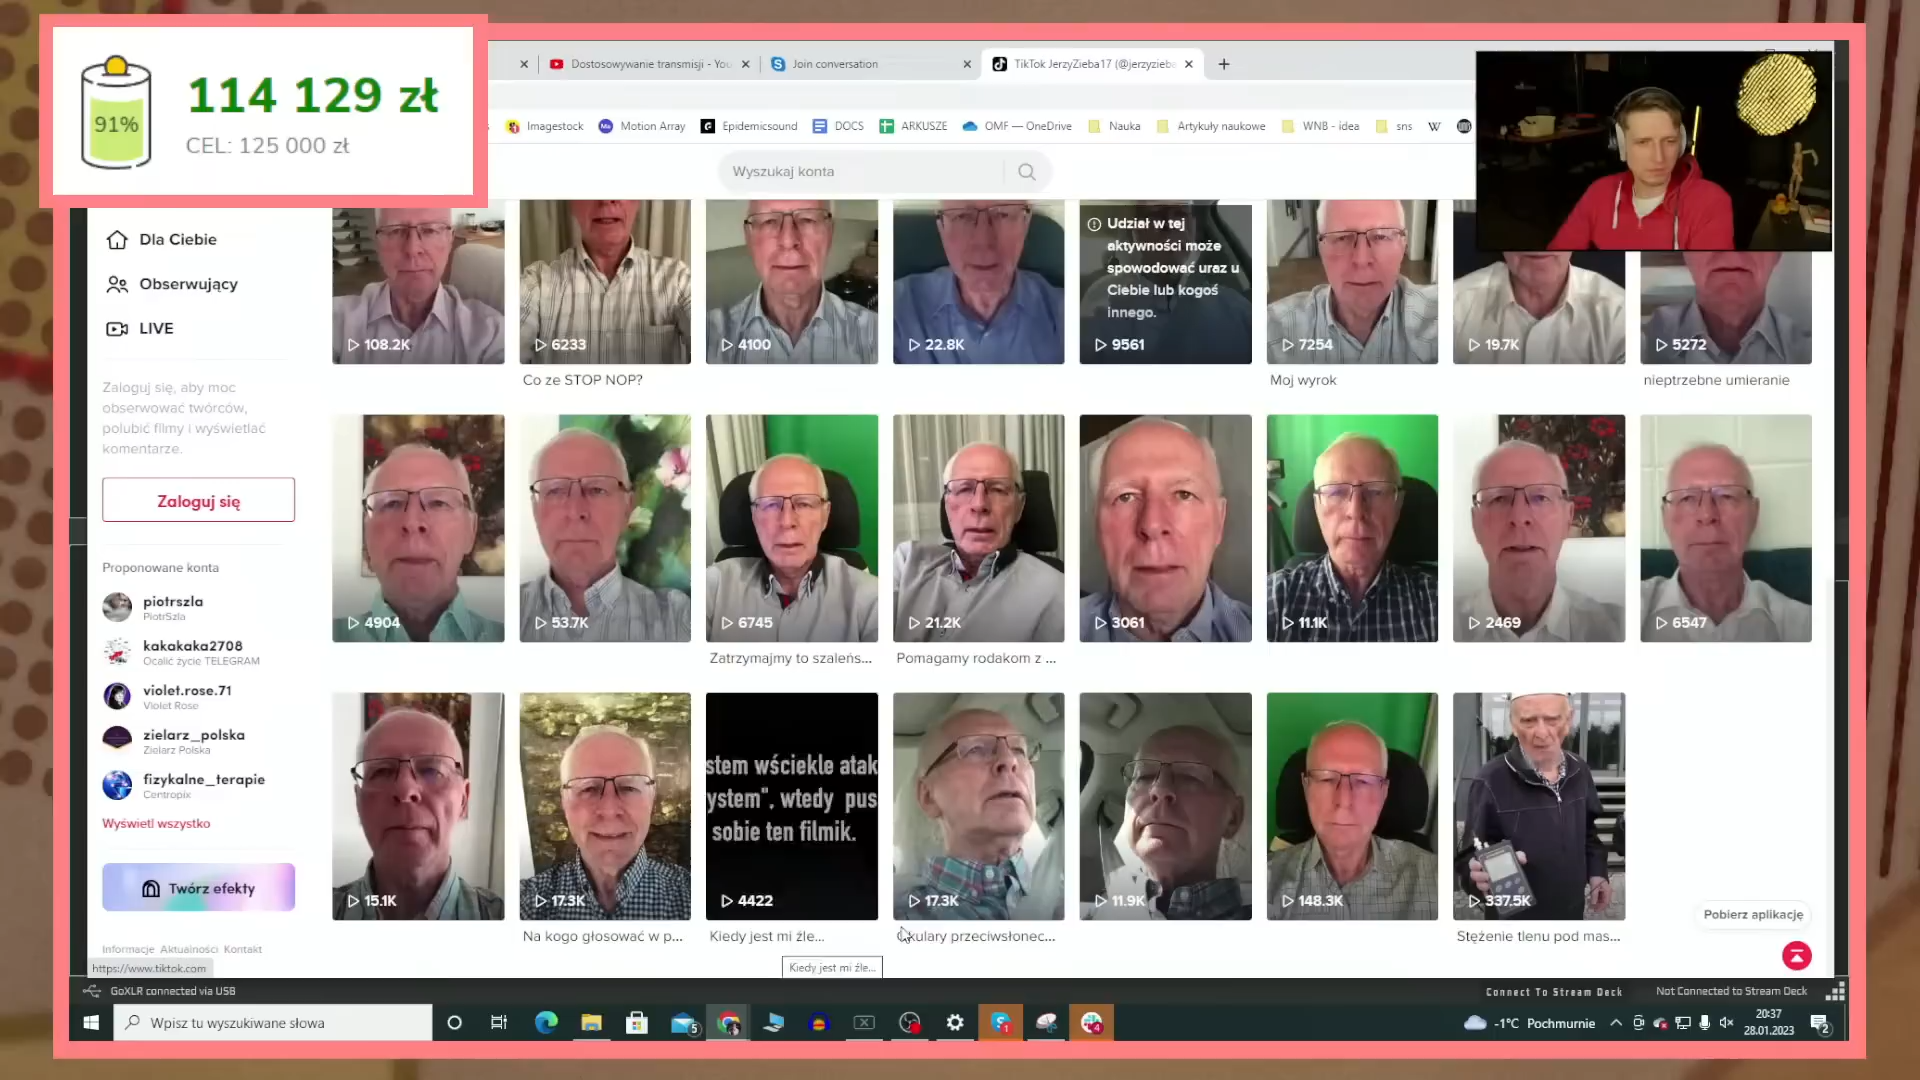 91%
114 129 zł
CEL: 125 000 zł
Dostosowywanie transmisji - You
Join conversation
TikTok JerzyZieba17 (@jerzyzieba
Imagestock
Motion Array
Epidemicsound
DOCS
ARKUSZE
OMF — OneDrive
Nauka
Artykuły naukowe
WNB - idea
sns
Wyszukaj konta
Dla Ciebie
Obserwujący
LIVE
Zaloguj się, aby moc
obserwować twórców,
polubić filmy i wyświetlać
komentarze.
Zaloguj się
Proponowane konta
piotrszla
PiotrSzla
kakakaka2708
Ocalić życie TELEGRAM
violet.rose.71
Violet Rose
zielarz_polska
Zielarz Polska
fizykalne_terapie
Centropix
Wyświetl wszystko
Twórz efekty
Informacje Aktualności Kontakt
https://www.tiktok.com
Udział w tej
aktywności może
spowodować uraz u
Ciebie lub kogoś
innego.
108.2K
6233
4100
22.8K
9561
7254
19.7K
5272
Co ze STOP NOP?
Moj wyrok
nieptrzebne umieranie
4904
53.7K
6745
21.2K
3061
11.1K
2469
6547
Zatrzymajmy to szaleńs...
Pomagamy rodakom z ...
stem wściekle atak
ystem", wtedy pus
sobie ten filmik.
15.1K
17.3K
4422
17.3K
11.9K
148.3K
337.5K
Na kogo głosować w p...
Kiedy jest mi źle...
kulary przeciwsłonec...
Stężenie tlenu pod mas...
Kiedy jest mi źle...
Pobierz aplikację
GoXLR connected via USB
Connect To Stream Deck
Not Connected to Stream Deck
Wpisz tu wyszukiwane słowa
5
1
4
-1°C Pochmurnie
20:37
28.01.2023
2